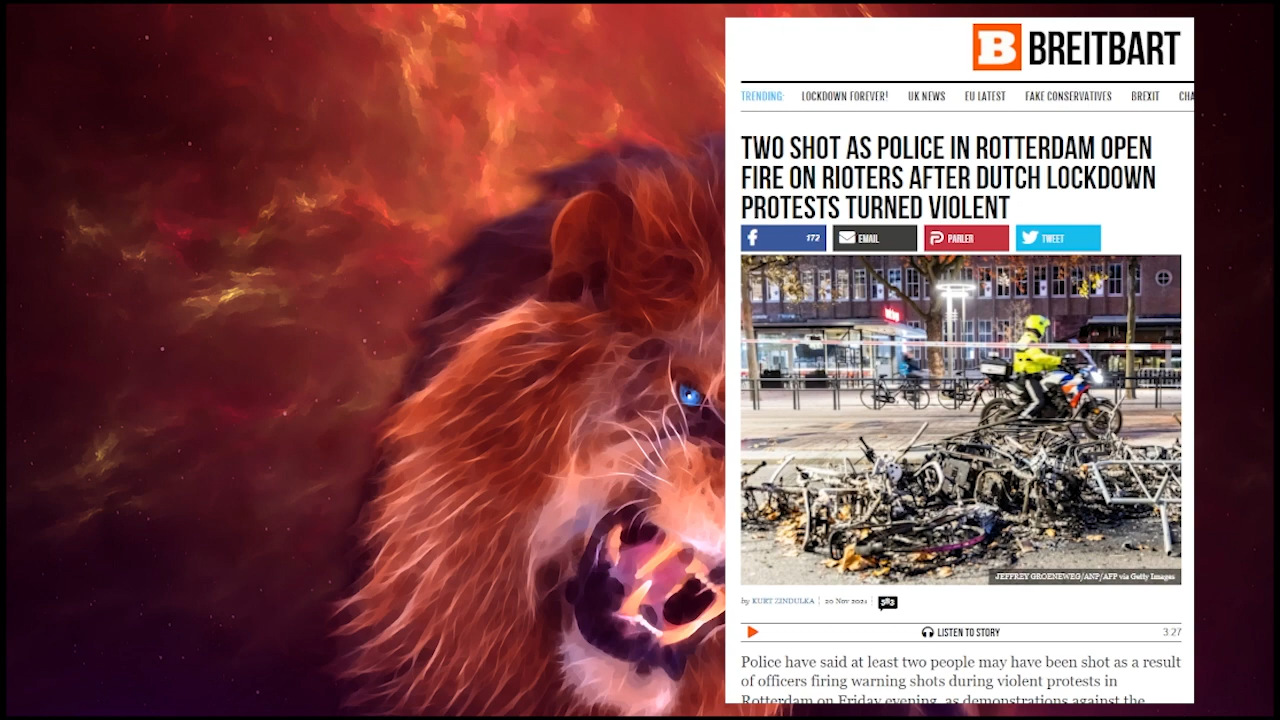 B BREITBART
TRENDING: LOCKDOWN FOREVER! UK NEWS EU LATEST FAKE CONSERVATIVES BREXIT CHA
TWO SHOT AS POLICE IN ROTTERDAM OPEN
FIRE ON RIOTERS AFTER DUTCH LOCKDOWN
PROTESTS TURNED VIOLENT
f 172 EMAIL PARLER TWEET
JEFFREY GROENEWEG/ANP/AFP via Getty Images
by KURT ZINDULKA 20 Nov 2021 583
LISTEN TO STORY 3:27
Police have said at least two people may have been shot as a result
of officers firing warning shots during violent protests in
Rotterdam on Friday evening, as demonstrations against the